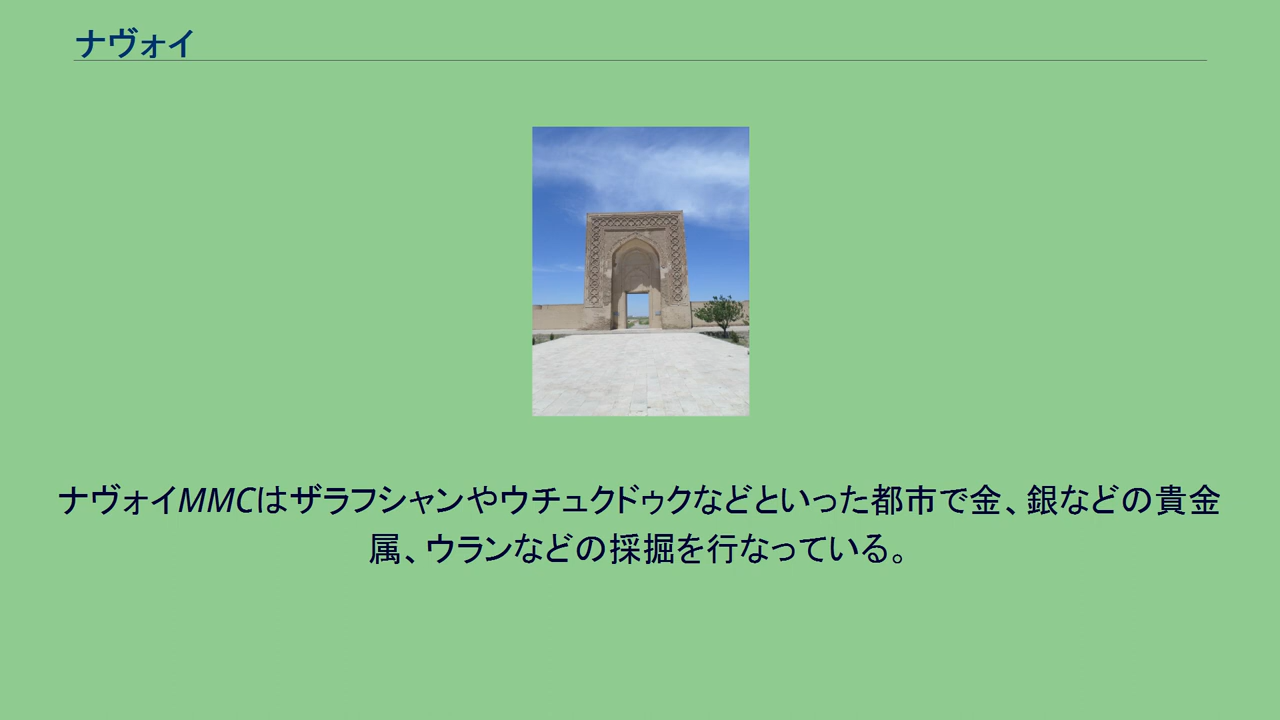 ナヴォイ
ナヴォイMMCはザラフシャンやウチュクドゥクなどといった都市で金、銀などの貴金
属、ウランなどの採掘を行なっている。